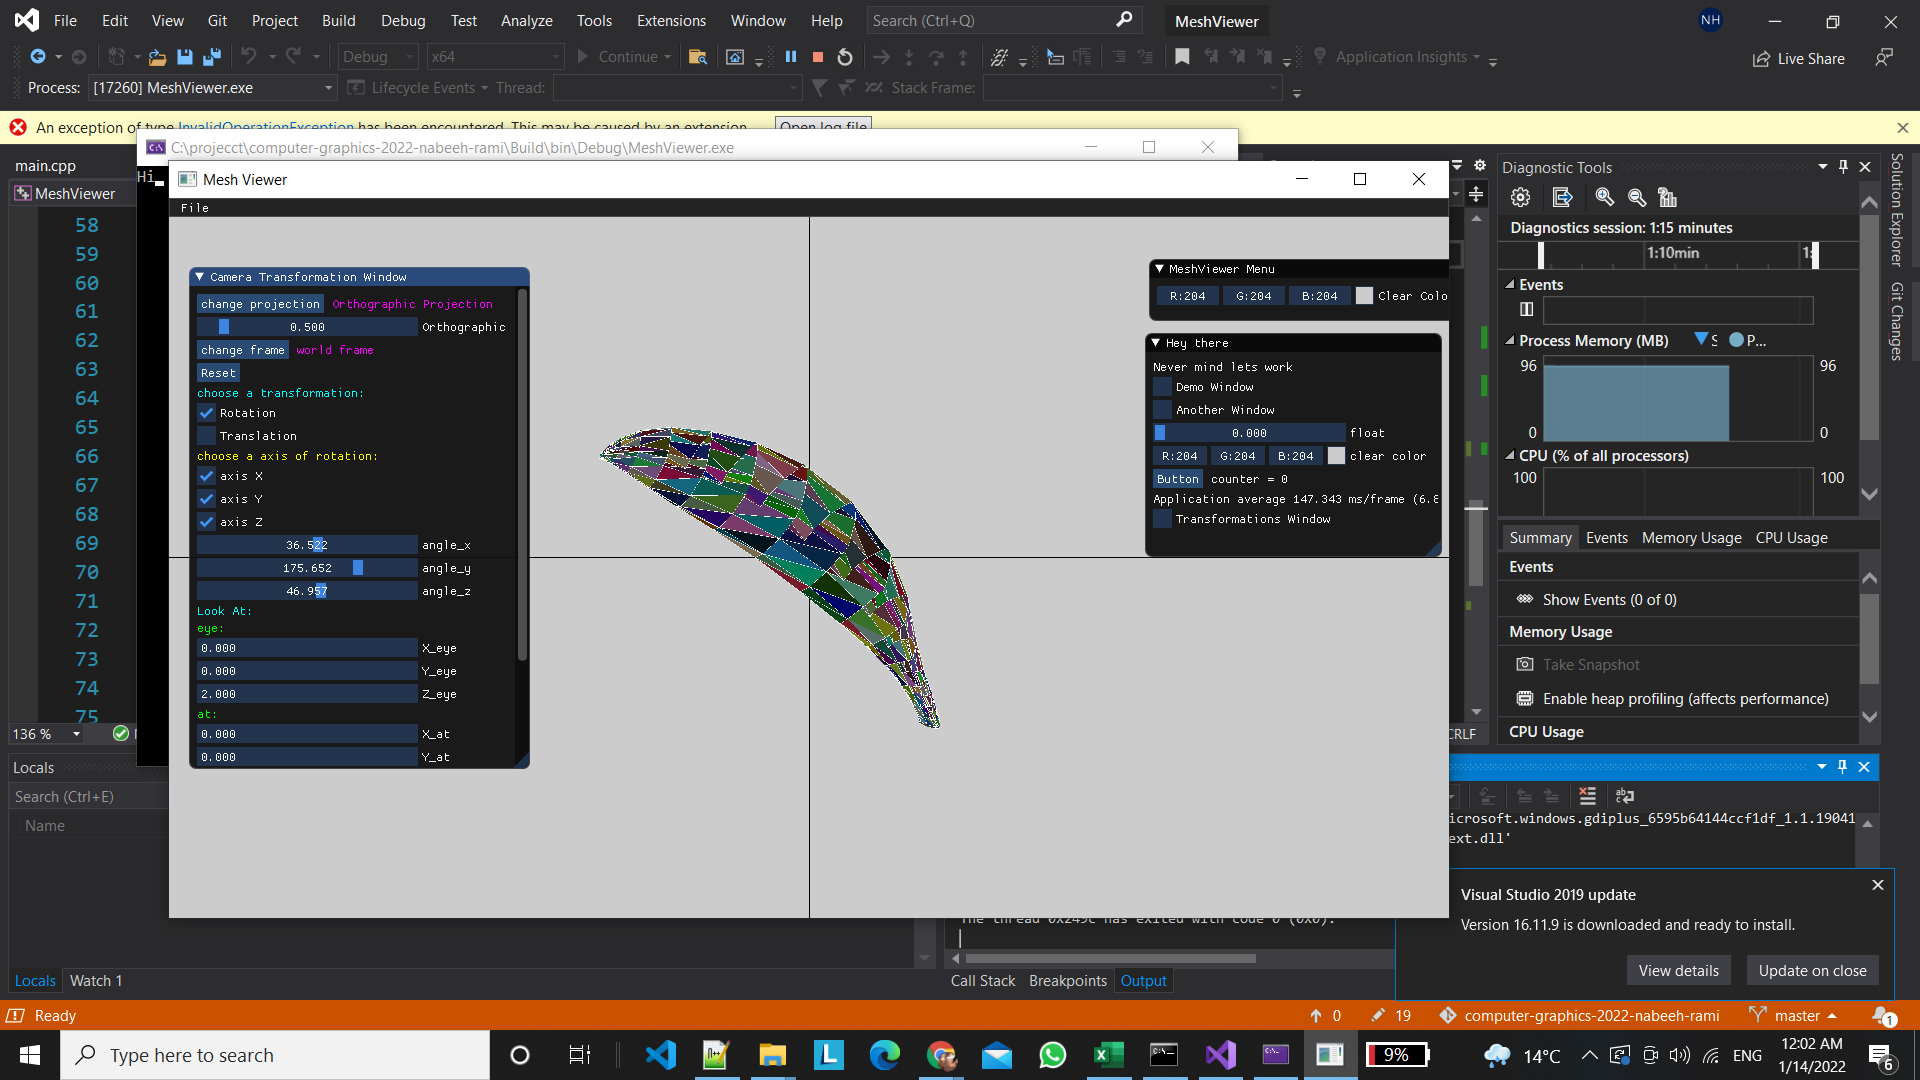 File Edit View Git Project Build Debug Test Analyze Tools Extensions Window Help Search (Ctrl+Q) MeshViewer NH
Debug x64 Continue Application Insights Live Share
Process: [17260] MeshViewer.exe Lifecycle Events Thread: Stack Frame:
An exception of type InvalidOperationException has been encountered. This may be caused by an extension. Open log file
C:\projecct\computer-graphics-2022-nabeeh-rami\Build\bin\Debug\MeshViewer.exe
main.cpp
Hi
MeshViewer
58
59
60
61
62
63
64
65
66
67
68
69
70
71
72
73
74
75
136 %
Mesh Viewer
File
Camera Transformation Window
change projection Orthographic Projection
0.500 Orthographic
change frame world frame
Reset
choose a transformation:
Rotation
Translation
choose a axis of rotation:
axis X
axis Y
axis Z
36.522 angle_x
175.652 angle_y
46.957 angle_z
Look At:
eye:
0.000 X_eye
0.000 Y_eye
2.000 Z_eye
at:
0.000 X_at
0.000 Y_at
MeshViewer Menu
R:204 G:204 B:204 Clear Colo
Hey there
Never mind lets work
Demo Window
Another Window
0.000 float
R:204 G:204 B:204 clear color
Button counter = 0
Application average 147.343 ms/frame (6.8
Transformations Window
CRLF
Diagnostic Tools
Diagnostics session: 1:15 minutes
1:10min
Events
Process Memory (MB) S P...
96 96
0 0
CPU (% of all processors)
100 100
Summary Events Memory Usage CPU Usage
Events
Show Events (0 of 0)
Memory Usage
Take Snapshot
Enable heap profiling (affects performance)
CPU Usage
Solution Explorer
Git Changes
Locals
Search (Ctrl+E)
Name
Locals Watch 1
icrosoft.windows.gdiplus_6595b64144ccf1df_1.1.19041
ext.dll'
The thread 0x249c has exited with code 0 (0x0).
Call Stack Breakpoints Output
Visual Studio 2019 update
Version 16.11.9 is downloaded and ready to install.
View details Update on close
Ready 0 19 computer-graphics-2022-nabeeh-rami master 1
Type here to search 9% 14°C ENG 12:02 AM
1/14/2022 6